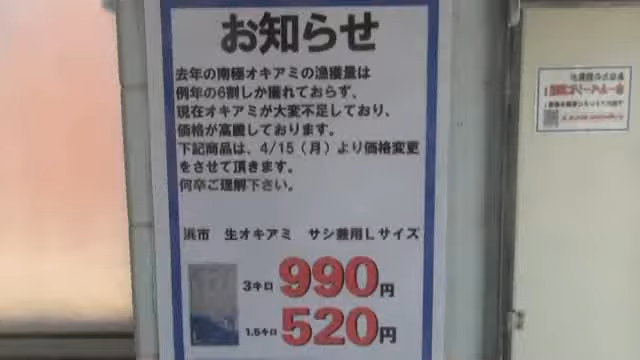 お知らせ
去年の南極オキアミの漁獲量は
例年の6割しか獲れておらず、
現在オキアミが大変不足しており、
価格が高騰しております。
下記商品は、4/15（月）より価格変更
をさせて頂きます。
何卒ご理解下さい。
浜市 生オキアミ サシ兼用Lサイズ
3キロ 990円
1.5キロ 520円